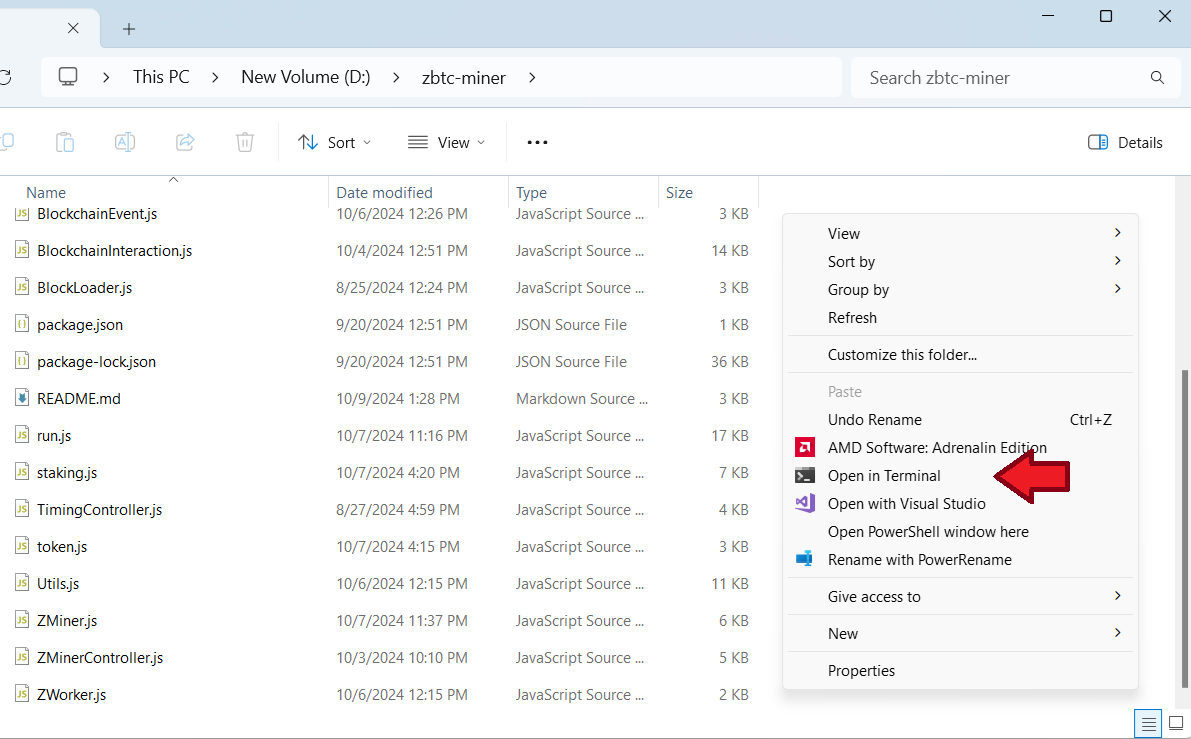 This PC > New Volume (D:) > zbtc-miner >
Search zbtc-miner
Sort View ••• Details
Name Date modified Type Size
BlockchainEvent.js 10/6/2024 12:26 PM JavaScript Source ... 3 KB
BlockchainInteraction.js 10/4/2024 12:51 PM JavaScript Source ... 14 KB
BlockLoader.js 8/25/2024 12:24 PM JavaScript Source ... 3 KB
package.json 9/20/2024 12:51 PM JSON Source File 1 KB
package-lock.json 9/20/2024 12:51 PM JSON Source File 36 KB
README.md 10/9/2024 1:28 PM Markdown Source ... 3 KB
run.js 10/7/2024 11:16 PM JavaScript Source ... 17 KB
staking.js 10/7/2024 4:20 PM JavaScript Source ... 7 KB
TimingController.js 8/27/2024 4:59 PM JavaScript Source ... 4 KB
token.js 10/7/2024 4:15 PM JavaScript Source ... 3 KB
Utils.js 10/6/2024 12:15 PM JavaScript Source ... 11 KB
ZMiner.js 10/7/2024 11:37 PM JavaScript Source ... 6 KB
ZMinerController.js 10/3/2024 10:10 PM JavaScript Source ... 5 KB
ZWorker.js 10/6/2024 12:15 PM JavaScript Source ... 2 KB
View
Sort by
Group by
Refresh
Customize this folder...
Paste
Undo Rename Ctrl+Z
AMD Software: Adrenalin Edition
Open in Terminal
Open with Visual Studio
Open PowerShell window here
Rename with PowerRename
Give access to
New
Properties